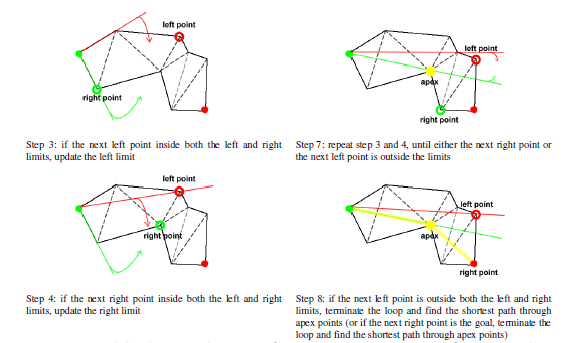 left point
right point
Step 3: if the next left point inside both the left and right
limits, update the left limit
left point
right point
Step 4: if the next right point inside both the left and right
limits, update the right limit
left point
apex
right point
Step 7: repeat step 3 and 4, until either the next right point or
the next left point is outside the limits
left point
apex
right point
Step 8: if the next left point is outside both the left and right
limits, terminate the loop and find the shortest path through
apex points (or if the next right point is the goal, terminate the
loop and find the shortest path through apex points)